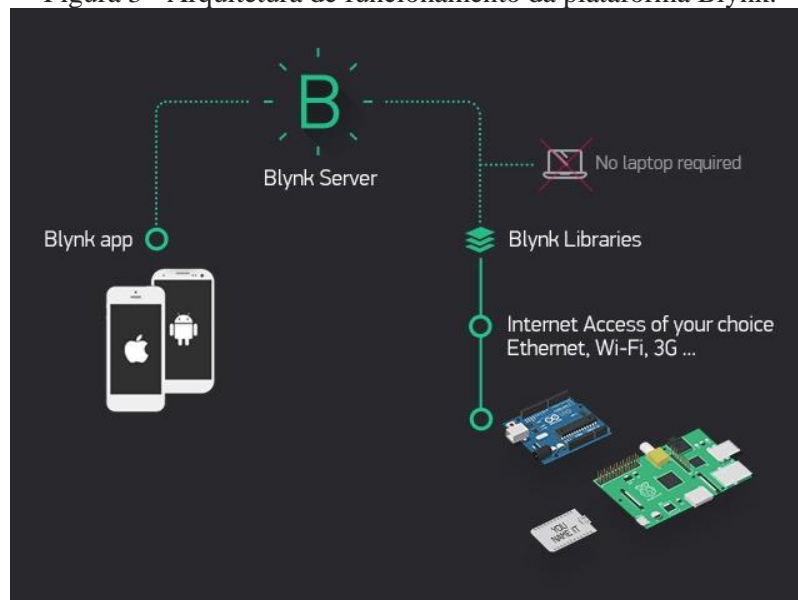 Figura 3 - Arquitetura de funcionamento da plataforma Blynk.
B
Blynk Server
No laptop required
Blynk app
Blynk Libraries
Internet Access of your choice
Ethernet, Wi-Fi, 3G ...
YOU
NAME IT